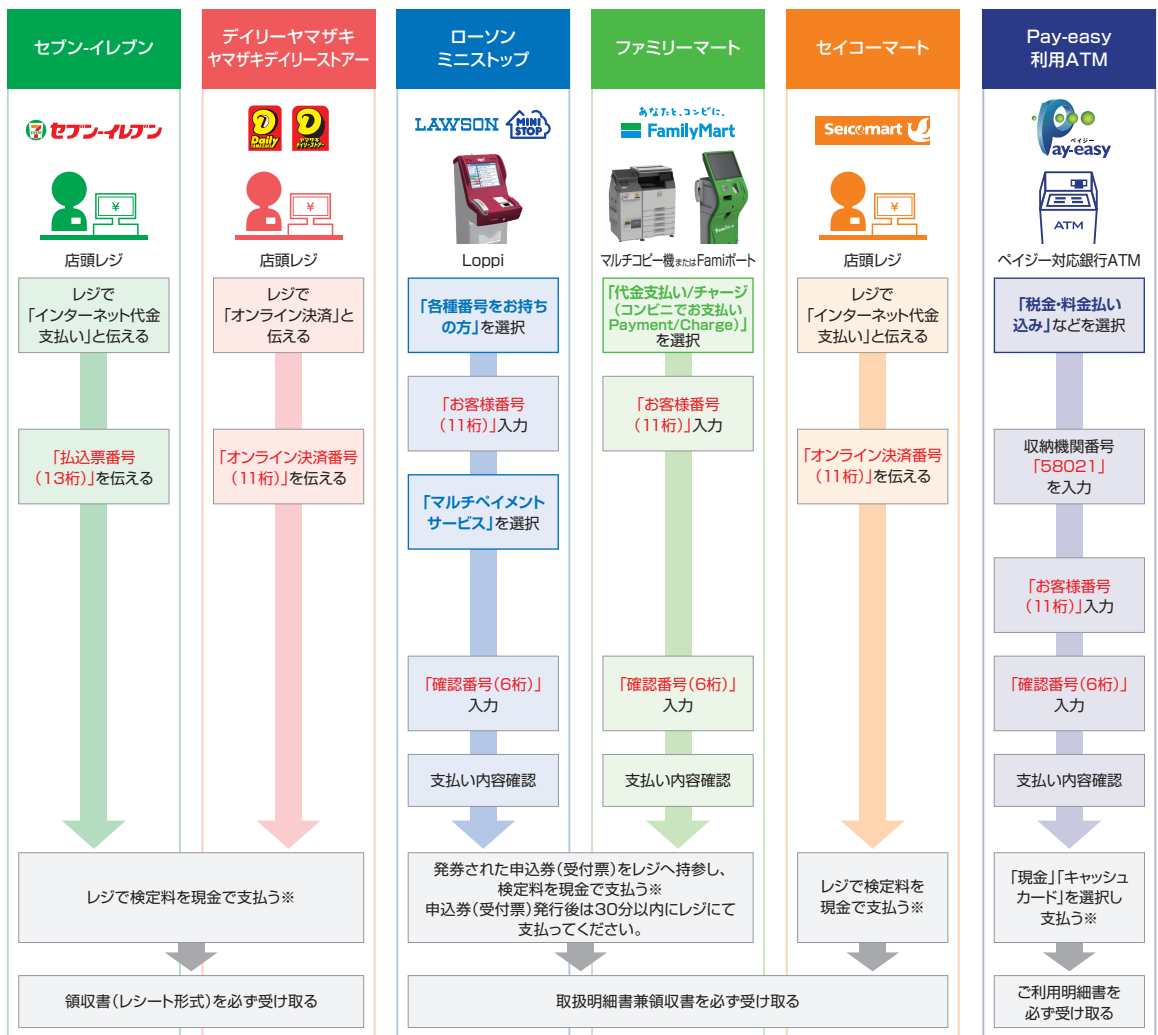 セブン-イレブン
セブン-イレブン
¥
店頭レジ
レジで
「インターネット代金
支払い」と伝える
「払込票番号
(13桁)」を伝える
デイリーヤマザキ
ヤマザキデイリーストアー
Daily
YAMAZAKI
ヤマザキ
デイリーストアー
¥
店頭レジ
レジで
「オンライン決済」と
伝える
「オンライン決済番号
(11桁)」を伝える
レジで検定料を現金で支払う※
領収書(レシート形式)を必ず受け取る
ローソン
ミニストップ
LAWSON
MINI
STOP
Loppi
「各種番号をお持ち
の方」を選択
「お客様番号
(11桁)」入力
「マルチペイメント
サービス」を選択
「確認番号(6桁)」
入力
支払い内容確認
ファミリーマート
あなたと、コンビに、
FamilyMart
Famiポート
マルチコピー機またはFamiポート
「代金支払い/チャージ
(コンビニでお支払い
Payment/Charge)」
を選択
「お客様番号
(11桁)」入力
「確認番号(6桁)」
入力
支払い内容確認
発券された申込券(受付票)をレジへ持参し、
検定料を現金で支払う※
申込券(受付票)発行後は30分以内にレジにて
支払ってください。
セイコーマート
Seicomart
¥
店頭レジ
レジで
「インターネット代金
支払い」と伝える
「オンライン決済番号
(11桁)」を伝える
レジで検定料を
現金で支払う※
取扱明細書兼領収書を必ず受け取る
Pay-easy
利用ATM
ペイジー
Pay-easy
ATM
ペイジー対応銀行ATM
「税金・料金払い
込み」などを選択
収納機関番号
「58021」
を入力
「お客様番号
(11桁)」入力
「確認番号(6桁)」
入力
支払い内容確認
「現金」「キャッシュ
カード」を選択し
支払う※
ご利用明細書を
必ず受け取る